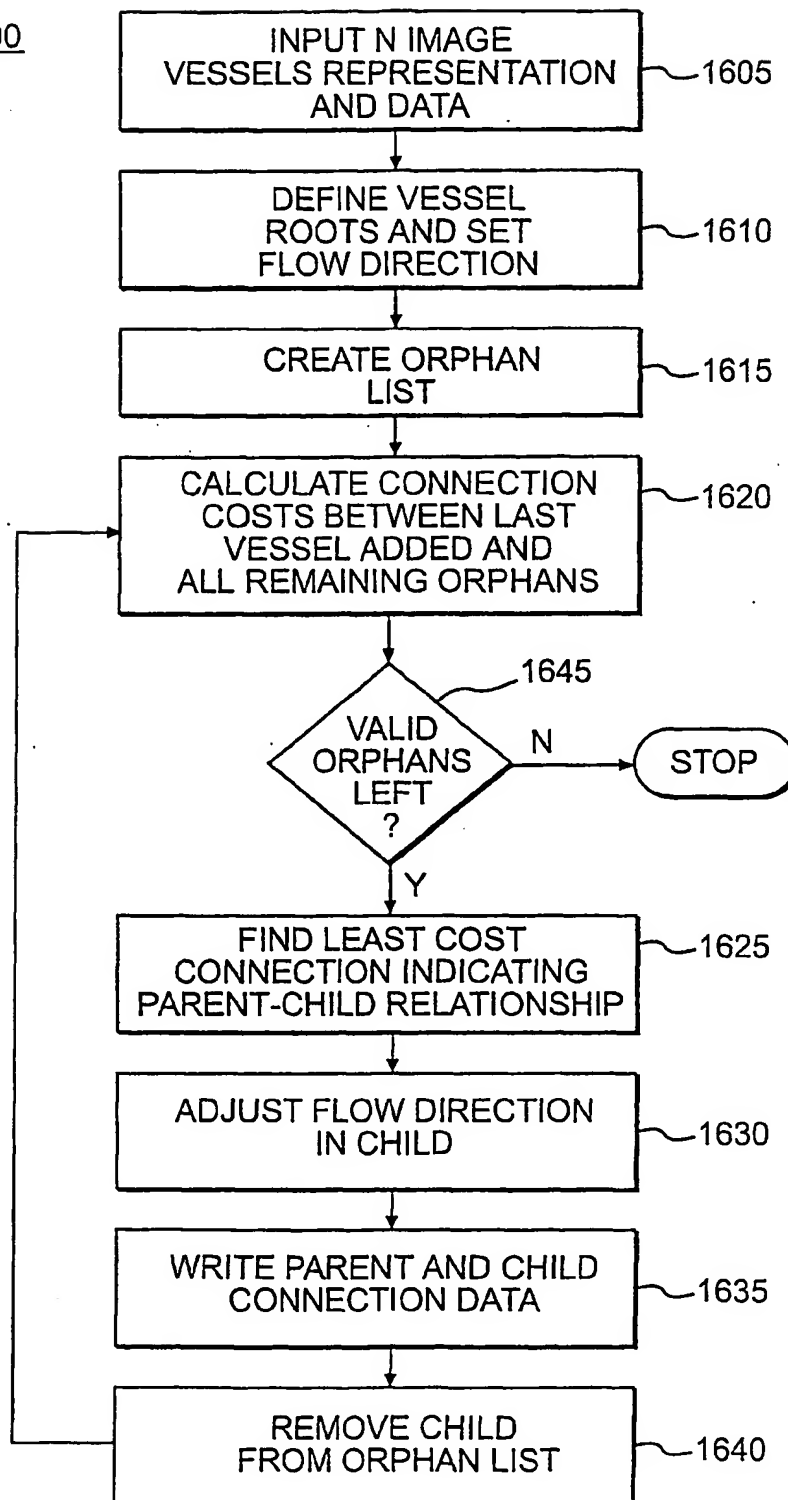 00
INPUT N IMAGE
VESSELS REPRESENTATION
AND DATA
1605
DEFINE VESSEL
ROOTS AND SET
FLOW DIRECTION
1610
CREATE ORPHAN
LIST
1615
CALCULATE CONNECTION
COSTS BETWEEN LAST
VESSEL ADDED AND
ALL REMAINING ORPHANS
1620
1645
VALID
ORPHANS
LEFT
?
N
STOP
Y
FIND LEAST COST
CONNECTION INDICATING
PARENT-CHILD RELATIONSHIP
1625
ADJUST FLOW DIRECTION
IN CHILD
1630
WRITE PARENT AND CHILD
CONNECTION DATA
1635
REMOVE CHILD
FROM ORPHAN LIST
1640